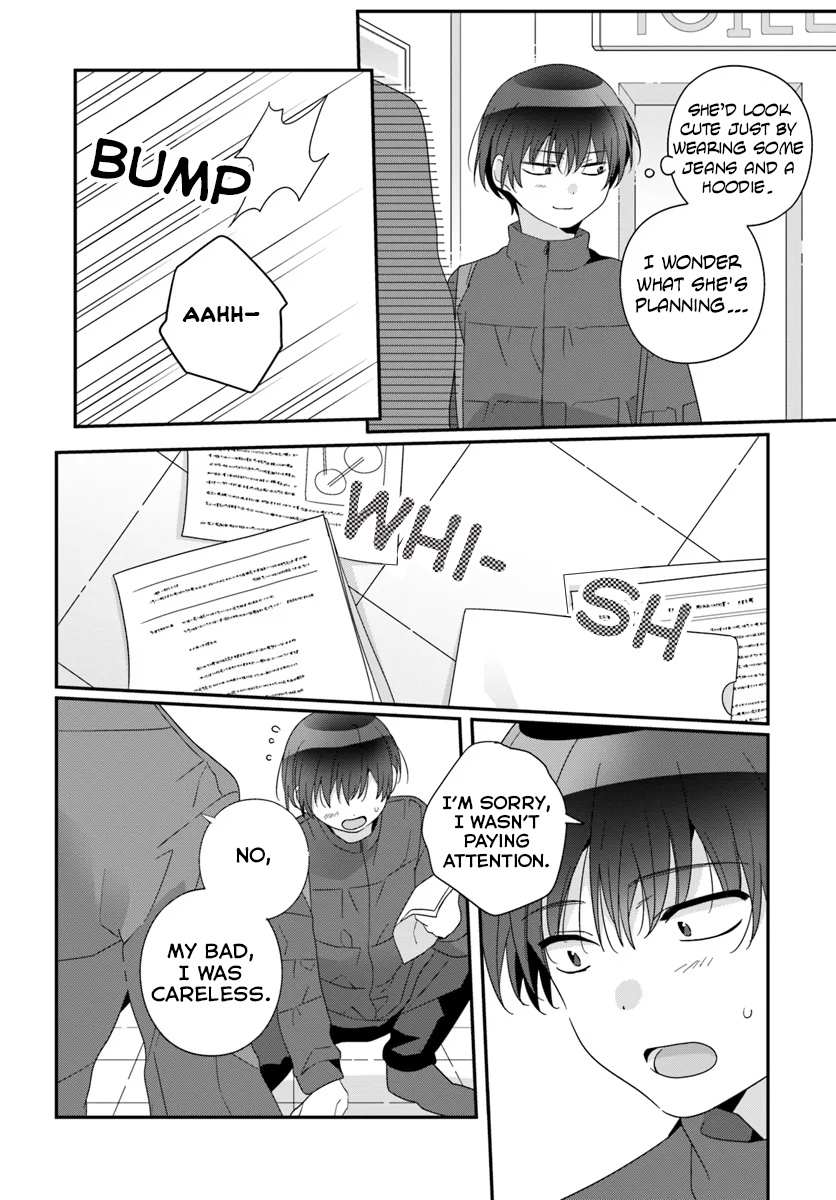 TOILE
SHE'D LOOK
CUTE JUST BY
WEARING SOME
JEANS AND A
HOODIE.
I WONDER
WHAT SHE'S
PLANNING...
BUMP
AAHH-
WHI-
SH
I'M SORRY,
I WASN'T
PAYING
ATTENTION.
NO,
MY BAD,
I WAS
CARELESS.